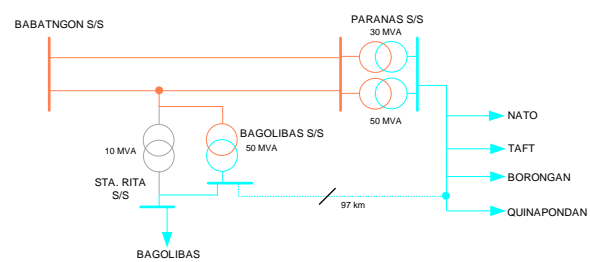 BABATNGON S/S
PARANAS S/S
30 MVA
50 MVA
NATO
TAFT
BORONGAN
QUINAPONDAN
BAGOLIBAS S/S
50 MVA
10 MVA
STA. RITA
S/S
97 km
BAGOLIBAS